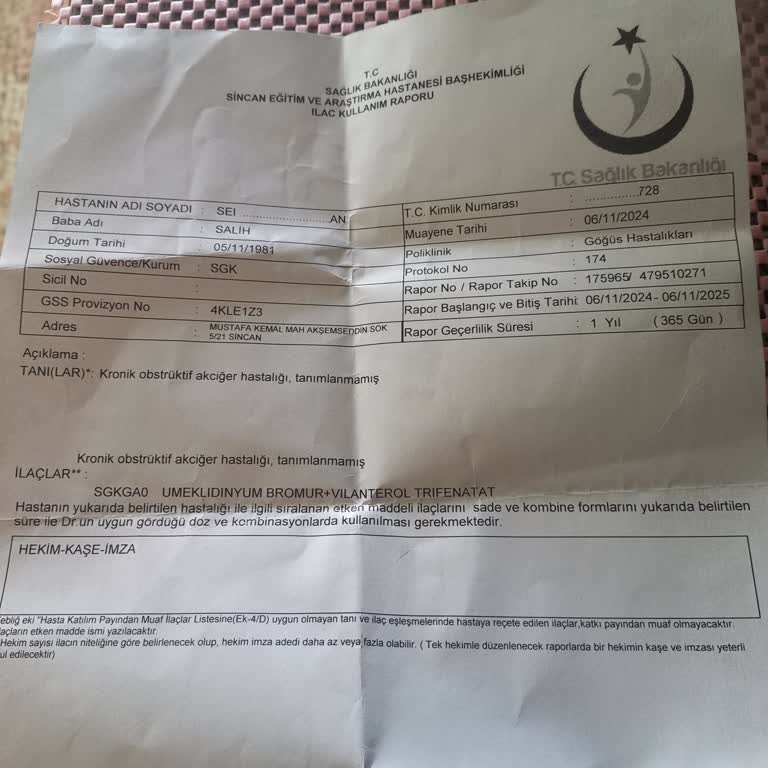 T.C
SAĞLIK BAKANLIĞI
SİNCAN EĞİTİM VE ARAŞTIRMA HASTANESİ BAŞHEKİMLİĞİ
ILAC KULLANIM RAPORU
T.C. Sağlık Bakanlığı
HASTANIN ADI SOYADI : SEI ........................AN
Baba Adı : SALİH
Doğum Tarihi : 05/11/1981
Sosyal Güvence/Kurum : SGK
Sicil No :
GSS Provizyon No : 4KLE1Z3
Adres : MUSTAFA KEMAL MAH AKŞEMSEDDİN SOK
5/21 SİNCAN
T.C. Kimlik Numarası : ...............728
Muayene Tarihi : 06/11/2024
Poliklinik : Göğüs Hastalıkları
Protokol No : 174
Rapor No / Rapor Takip No : 175965/ 479510271
Rapor Başlangıç ve Bitiş Tarihi: 06/11/2024 - 06/11/2025
Rapor Geçerlilik Süresi : 1 Yıl ( 365 Gün )
Açıklama :
TANI(LAR)*: Kronik obstrüktif akciğer hastalığı, tanımlanmamış
Kronik obstrüktif akciğer hastalığı, tanımlanmamış
İLAÇLAR** :
SGKGA0 UMEKLIDINYUM BROMUR+VILANTEROL TRIFENATAT
Hastanın yukarıda belirtilen hastalığı ile ilgili sıralanan etken maddeli ilaçların sade ve kombine formlarını yukarıda belirtilen
süre ile Dr.un uygun gördüğü doz ve kombinasyonlarda kullanılması gerekmektedir.
HEKİM-KAŞE-İMZA
ebliğ eki "Hasta Katılım Payından Muaf İlaçlar Listesine(Ek-4/D) uygun olmayan tanı ve ilaç eşleşmelerinde hastaya reçete edilen ilaçlar,katkı payından muaf olmayacaktır.
laçların etken madde ismi yazılacaktır.
Hekim sayısı ilacın niteliğine göre belirlenecek olup, hekim imza adedi daha az veya fazla olabilir. ( Tek hekimle düzenlenecek raporlarda bir hekimin kaşe ve imzası yeterli
ul edilecektir)